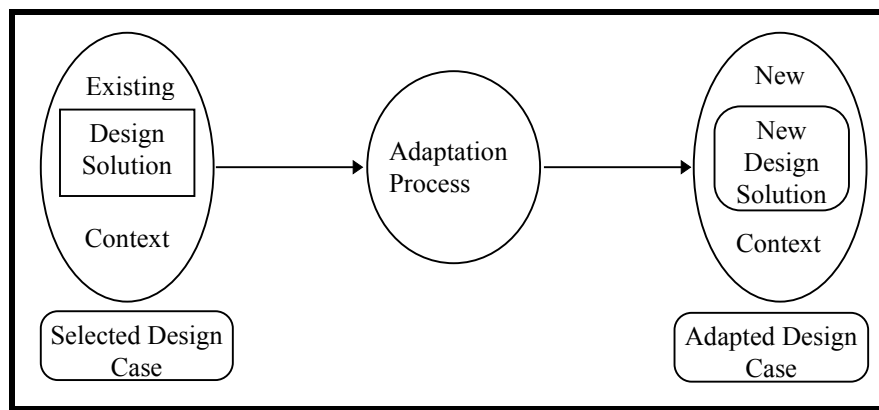 Existing
Design
Solution
Context
Selected Design
Case
Adaptation
Process
New
New
Design
Solution
Context
Adapted Design
Case